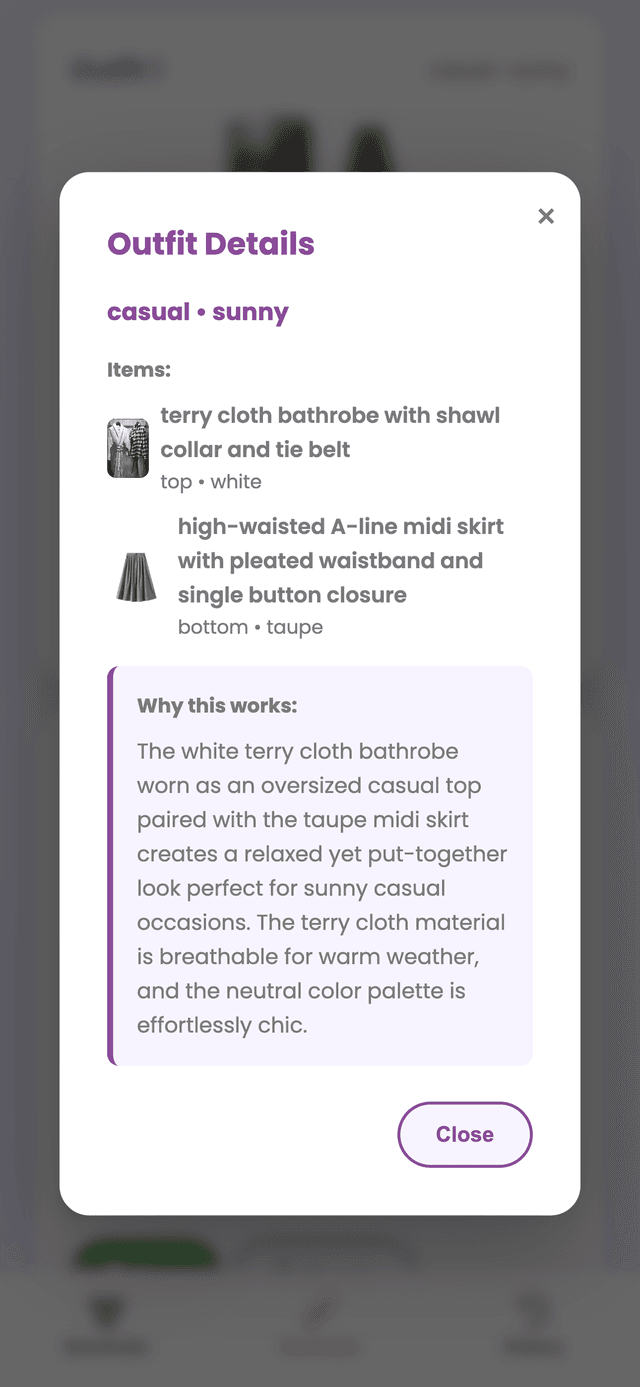 ×
Outfit Details
casual • sunny
Items:
terry cloth bathrobe with shawl
collar and tie belt
top • white
high-waisted A-line midi skirt
with pleated waistband and
single button closure
bottom • taupe
Why this works:
The white terry cloth bathrobe
worn as an oversized casual top
paired with the taupe midi skirt
creates a relaxed yet put-together
look perfect for sunny casual
occasions. The terry cloth material
is breathable for warm weather,
and the neutral color palette is
effortlessly chic.
Close